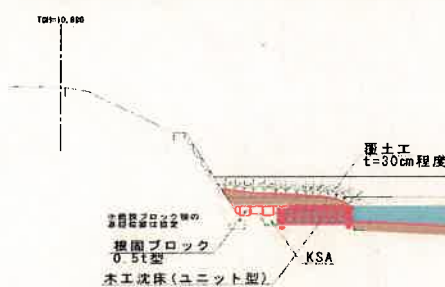 覆土工
t=30cm程度
根固ブロック
0.5t型
KSA
木工沈床(ユニット型)